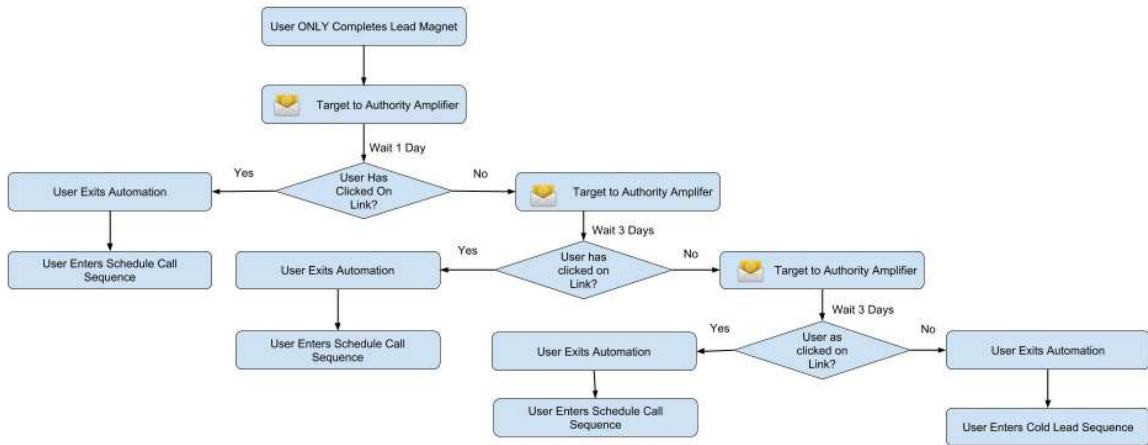 User ONLY Completes Lead Magnet
Target to Authority Amplifier
Wait 1 Day
Yes
User Has
Clicked On
Link?
No
User Exits Automation
Target to Authority Amplifer
User Enters Schedule Call
Sequence
Wait 3 Days
Yes
User has
clicked on
Link?
No
User Exits Automation
Target to Authority Amplifier
User Enters Schedule Call
Sequence
Wait 3 Days
Yes
User as
clicked on
Link?
No
User Exits Automation
User Exits Automation
User Enters Schedule Call
Sequence
User Enters Cold Lead Sequence